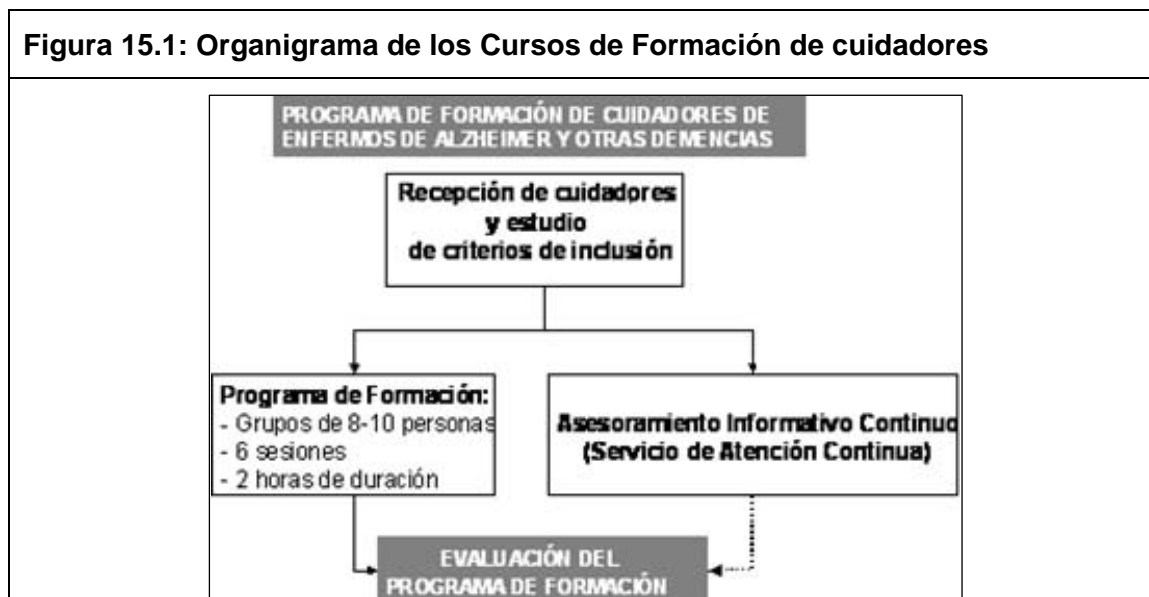 Figura 15.1: Organigrama de los Cursos de Formación de cuidadores
PROGRAMA DE FORMACIÓN DE CUIDADORES DE
ENFERMOS DE ALZHEIMER Y OTRAS DEMENCIAS
Recepción de cuidadores
y estudio
de criterios de inclusión
Programa de Formación:
- Grupos de 8-10 personas
- 6 sesiones
- 2 horas de duración
Asesoramiento Informativo Continuo
(Servicio de Atención Continua)
EVALUACIÓN DEL
PROGRAMA DE FORMACIÓN